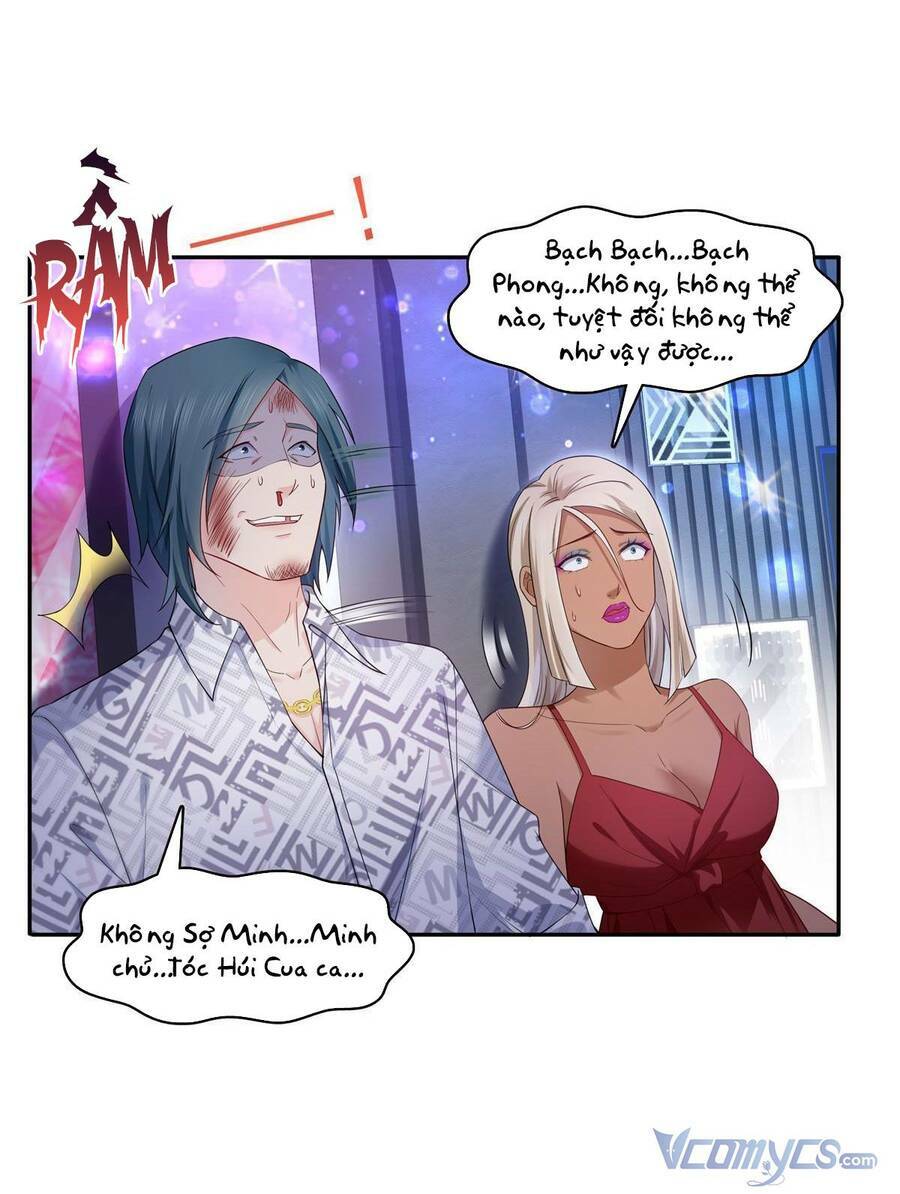 RẦM
!
Bạch Bạch...Bạch
Phong...Không, không thể
nào, tuyệt đối không thể
như vậy được...
Không Sợ Minh...Minh
chủ...Tóc Húi Cua ca...
Vcomycs.com